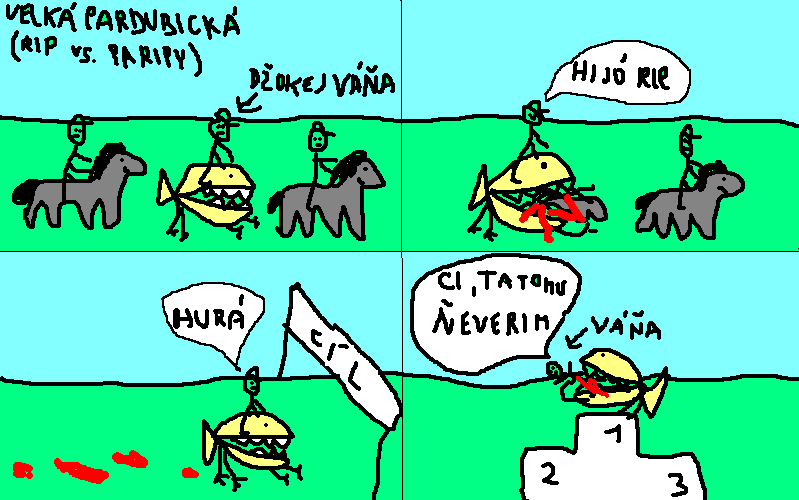 VELKÁ PARDUBICKÁ
(RIP vs. PARIPY)
DŽOKEJ VÁŇA
HIJÓ RIP
HURÁ
CÍL
CI, TATOMU
ŇEVERIM
VÁŇA
1
2
3